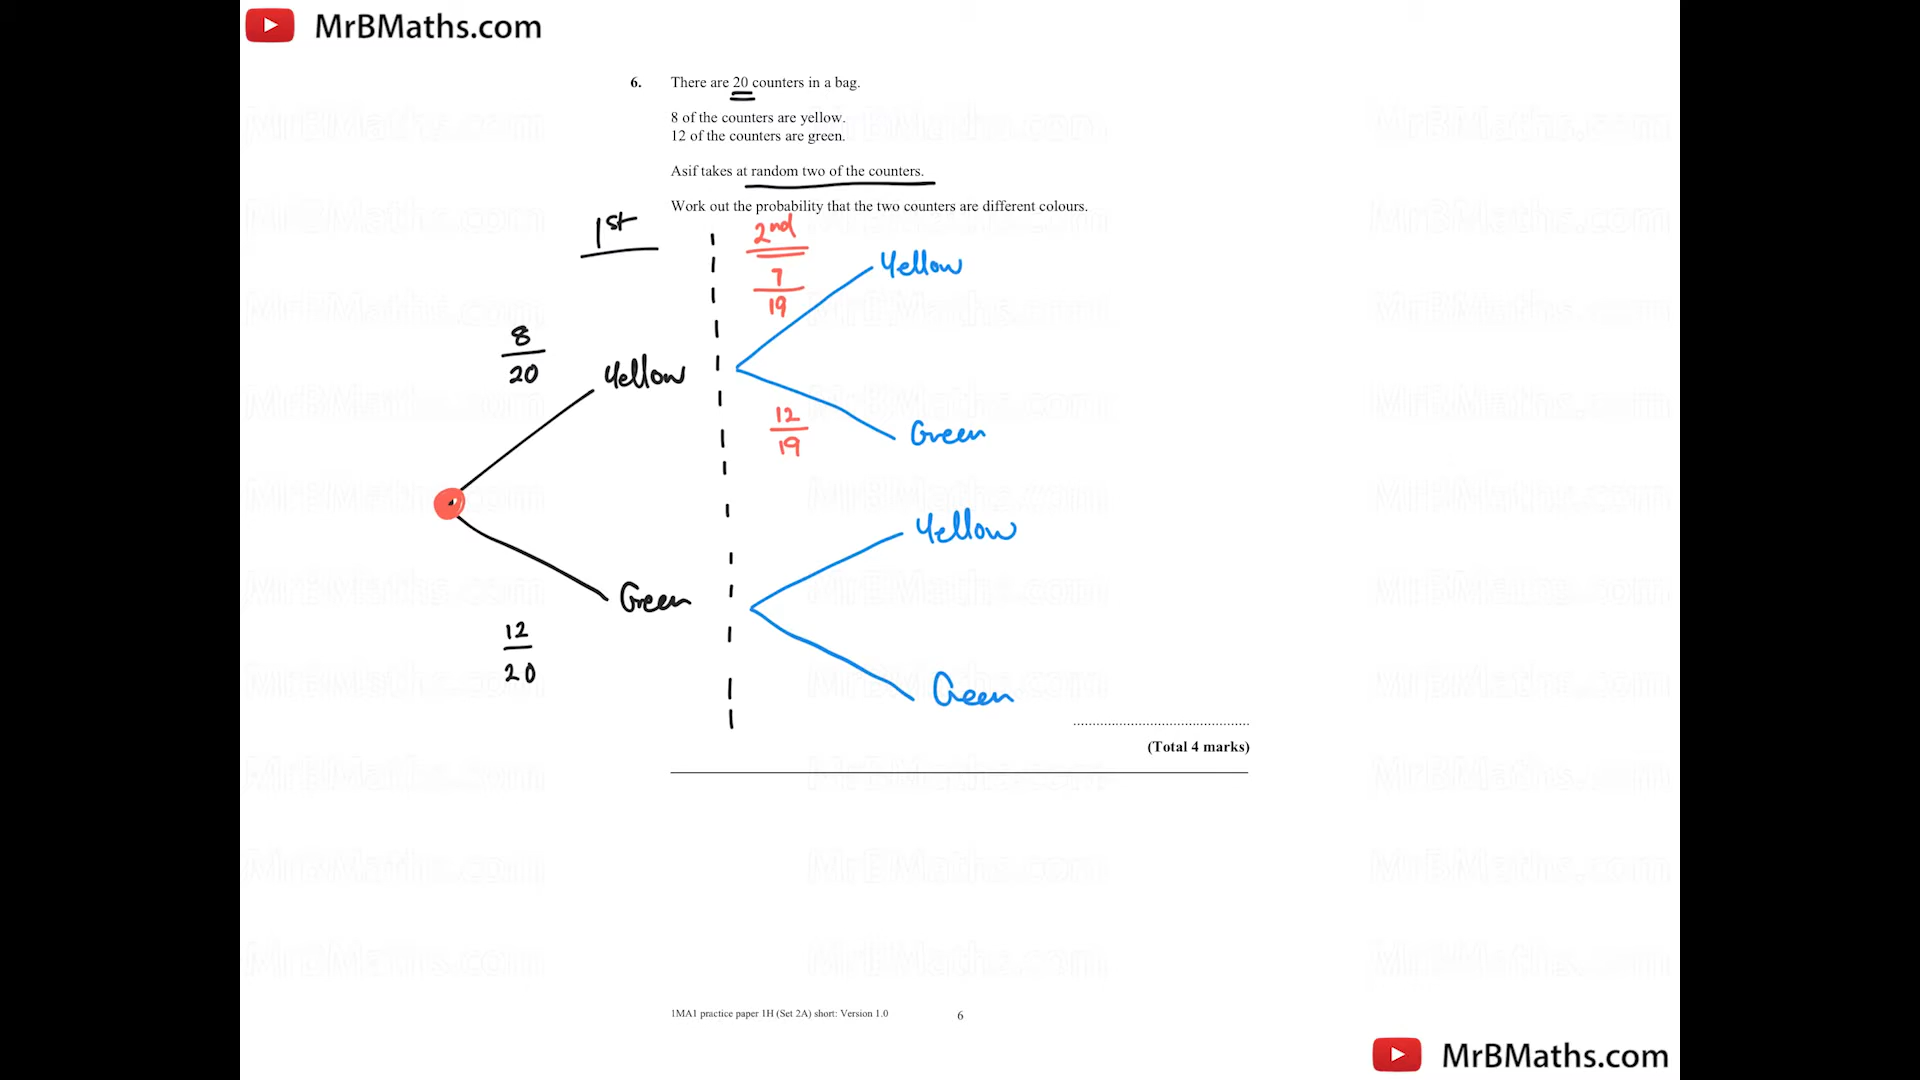 MrBMaths.com
6. There are 20 counters in a bag.
8 of the counters are yellow.
12 of the counters are green.
Asif takes at random two of the counters.
Work out the probability that the two counters are different colours.
1st
2nd
7
19
Yellow
8
20
Yellow
12
19
Green
Yellow
Green
12
20
Green
(Total 4 marks)
1MA1 practice paper 1H (Set 2A) short: Version 1.0
6
MrBMaths.com